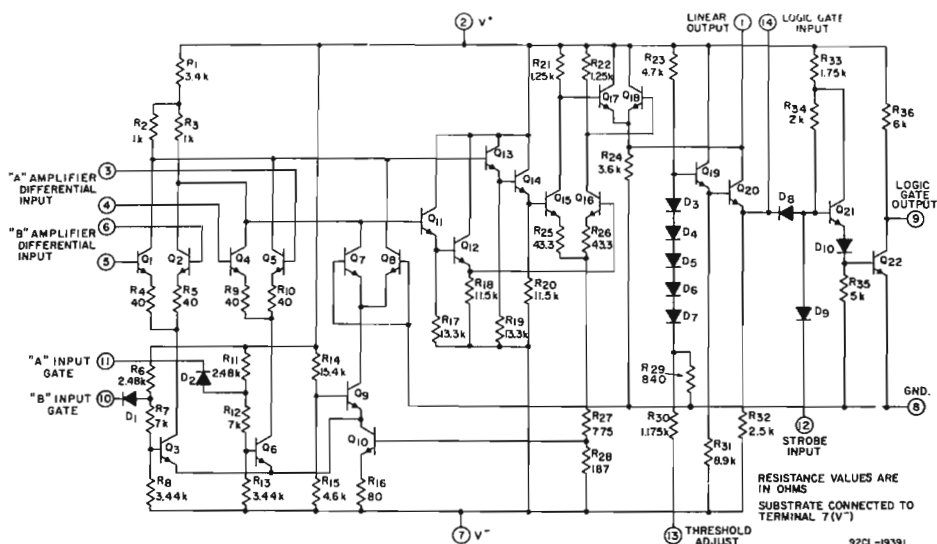 2 V+
LINEAR OUTPUT
1
14
LOGIC GATE INPUT
R1
3.4k
R2
1k
R3
1k
R21
1.25k
R22
1.25k
R23
4.7k
R33
1.75k
R34
2k
R36
6k
Q17
Q18
Q13
Q14
R24
3.6k
Q19
Q20
3
"A" AMPLIFIER
DIFFERENTIAL
INPUT
4
6
"B" AMPLIFIER
DIFFERENTIAL
INPUT
5
Q1
Q2
Q4
Q5
Q7
Q8
Q11
Q12
Q15
Q16
R25
43.3
R26
43.3
D3
D4
D5
D6
D7
D8
Q21
D10
Q22
LOGIC
GATE
OUTPUT
9
R4
40
R5
40
R9
40
R10
40
R18
11.5k
R20
11.5k
R17
13.3k
R19
13.3k
R35
5k
D9
"A" INPUT
GATE
11
"B" INPUT
GATE
10
R6
2.48k
D1
R7
7k
D2
R11
2.48k
R12
7k
R14
15.4k
Q9
Q10
Q3
Q6
R29
840
R27
775
R28
187
R30
1.175k
R31
8.9k
R32
2.5k
GND.
8
12
STROBE
INPUT
R8
3.44k
R13
3.44k
R15
4.6k
R16
80
7 V-
13 THRESHOLD
ADJUST
RESISTANCE VALUES ARE
IN OHMS
SUBSTRATE CONNECTED TO
TERMINAL 7 (V-)
92CL-19391